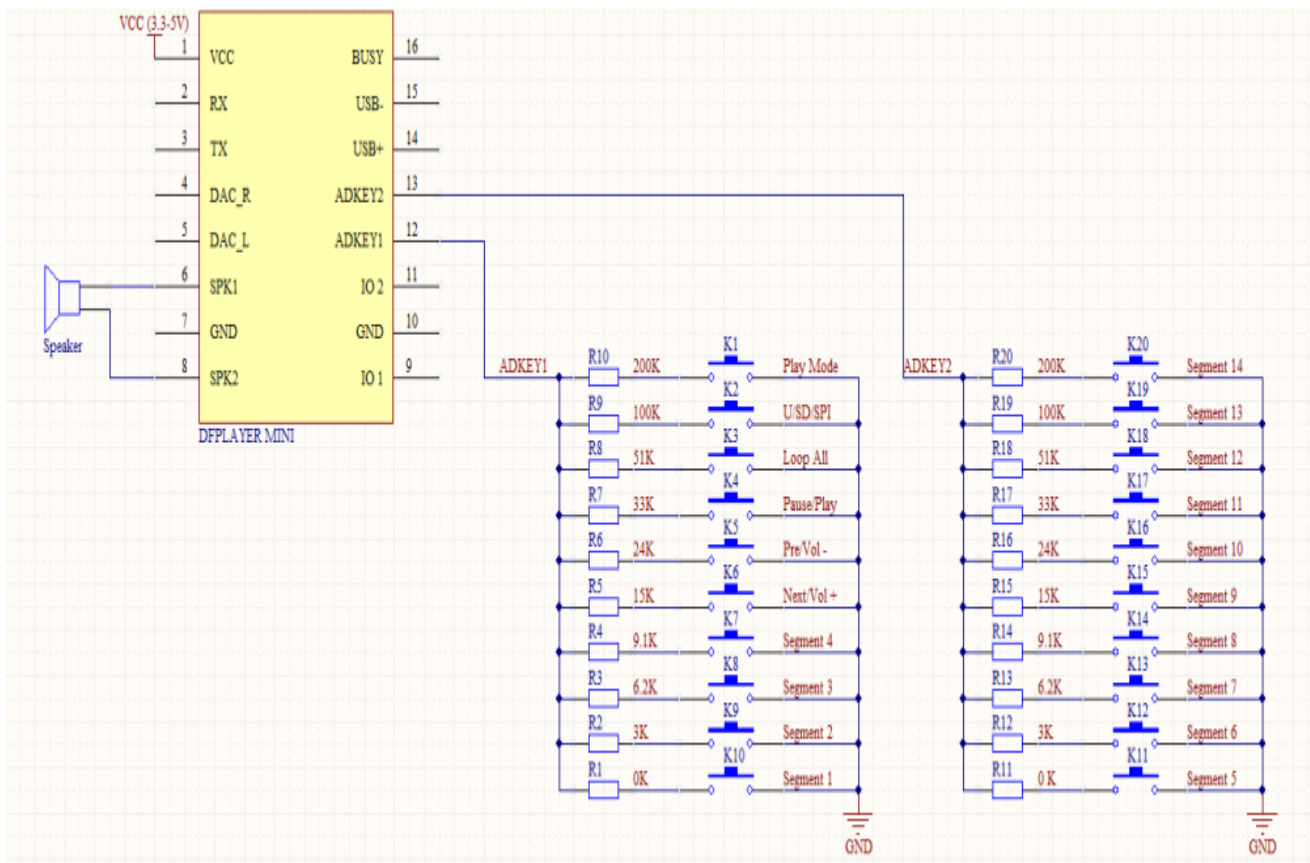 VCC (3.3-5V)
1 VCC BUSY 16
2 RX USB- 15
3 TX USB+ 14
4 DAC_R ADKEY2 13
5 DAC_L ADKEY1 12
6 SPK1 IO 2 11
7 GND GND 10
8 SPK2 IO 1 9
Speaker
DFPLAYER MINI
ADKEY1 R10 200K K1 Play Mode
R9 100K K2 U/SD/SPI
R8 51K K3 Loop All
R7 33K K4 Pause/Play
R6 24K K5 Pre/Vol -
R5 15K K6 Next/Vol +
R4 9.1K K7 Segment 4
R3 6.2K K8 Segment 3
R2 3K K9 Segment 2
R1 0K K10 Segment 1
GND
ADKEY2 R20 200K K20 Segment 14
R19 100K K19 Segment 13
R18 51K K18 Segment 12
R17 33K K17 Segment 11
R16 24K K16 Segment 10
R15 15K K15 Segment 9
R14 9.1K K14 Segment 8
R13 6.2K K13 Segment 7
R12 3K K12 Segment 6
R11 0 K K11 Segment 5
GND